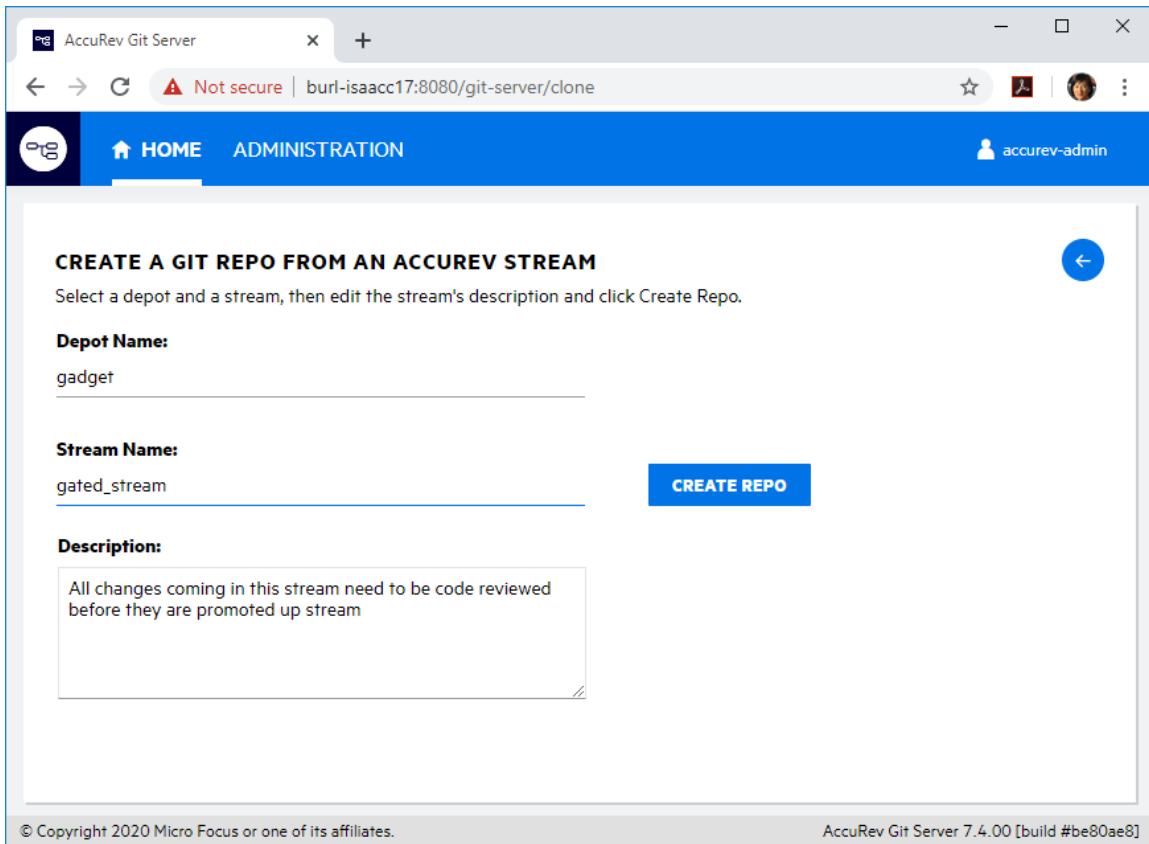 AccuRev Git Server
Not secure | burl-isaacc17:8080/git-server/clone
HOME ADMINISTRATION accurev-admin
CREATE A GIT REPO FROM AN ACCUREV STREAM
Select a depot and a stream, then edit the stream's description and click Create Repo.
Depot Name:
gadget
Stream Name:
gated_stream
CREATE REPO
Description:
All changes coming in this stream need to be code reviewed
before they are promoted up stream
© Copyright 2020 Micro Focus or one of its affiliates. AccuRev Git Server 7.4.00 [build #be80ae8]